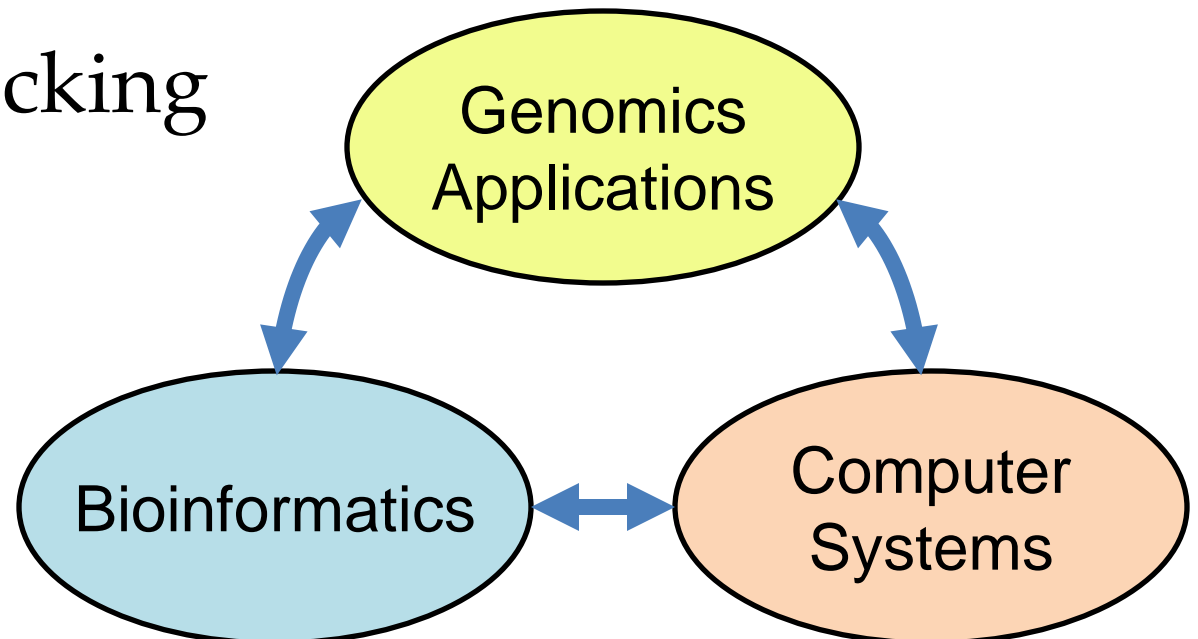 cking
Genomics
Applications
Bioinformatics
Computer
Systems